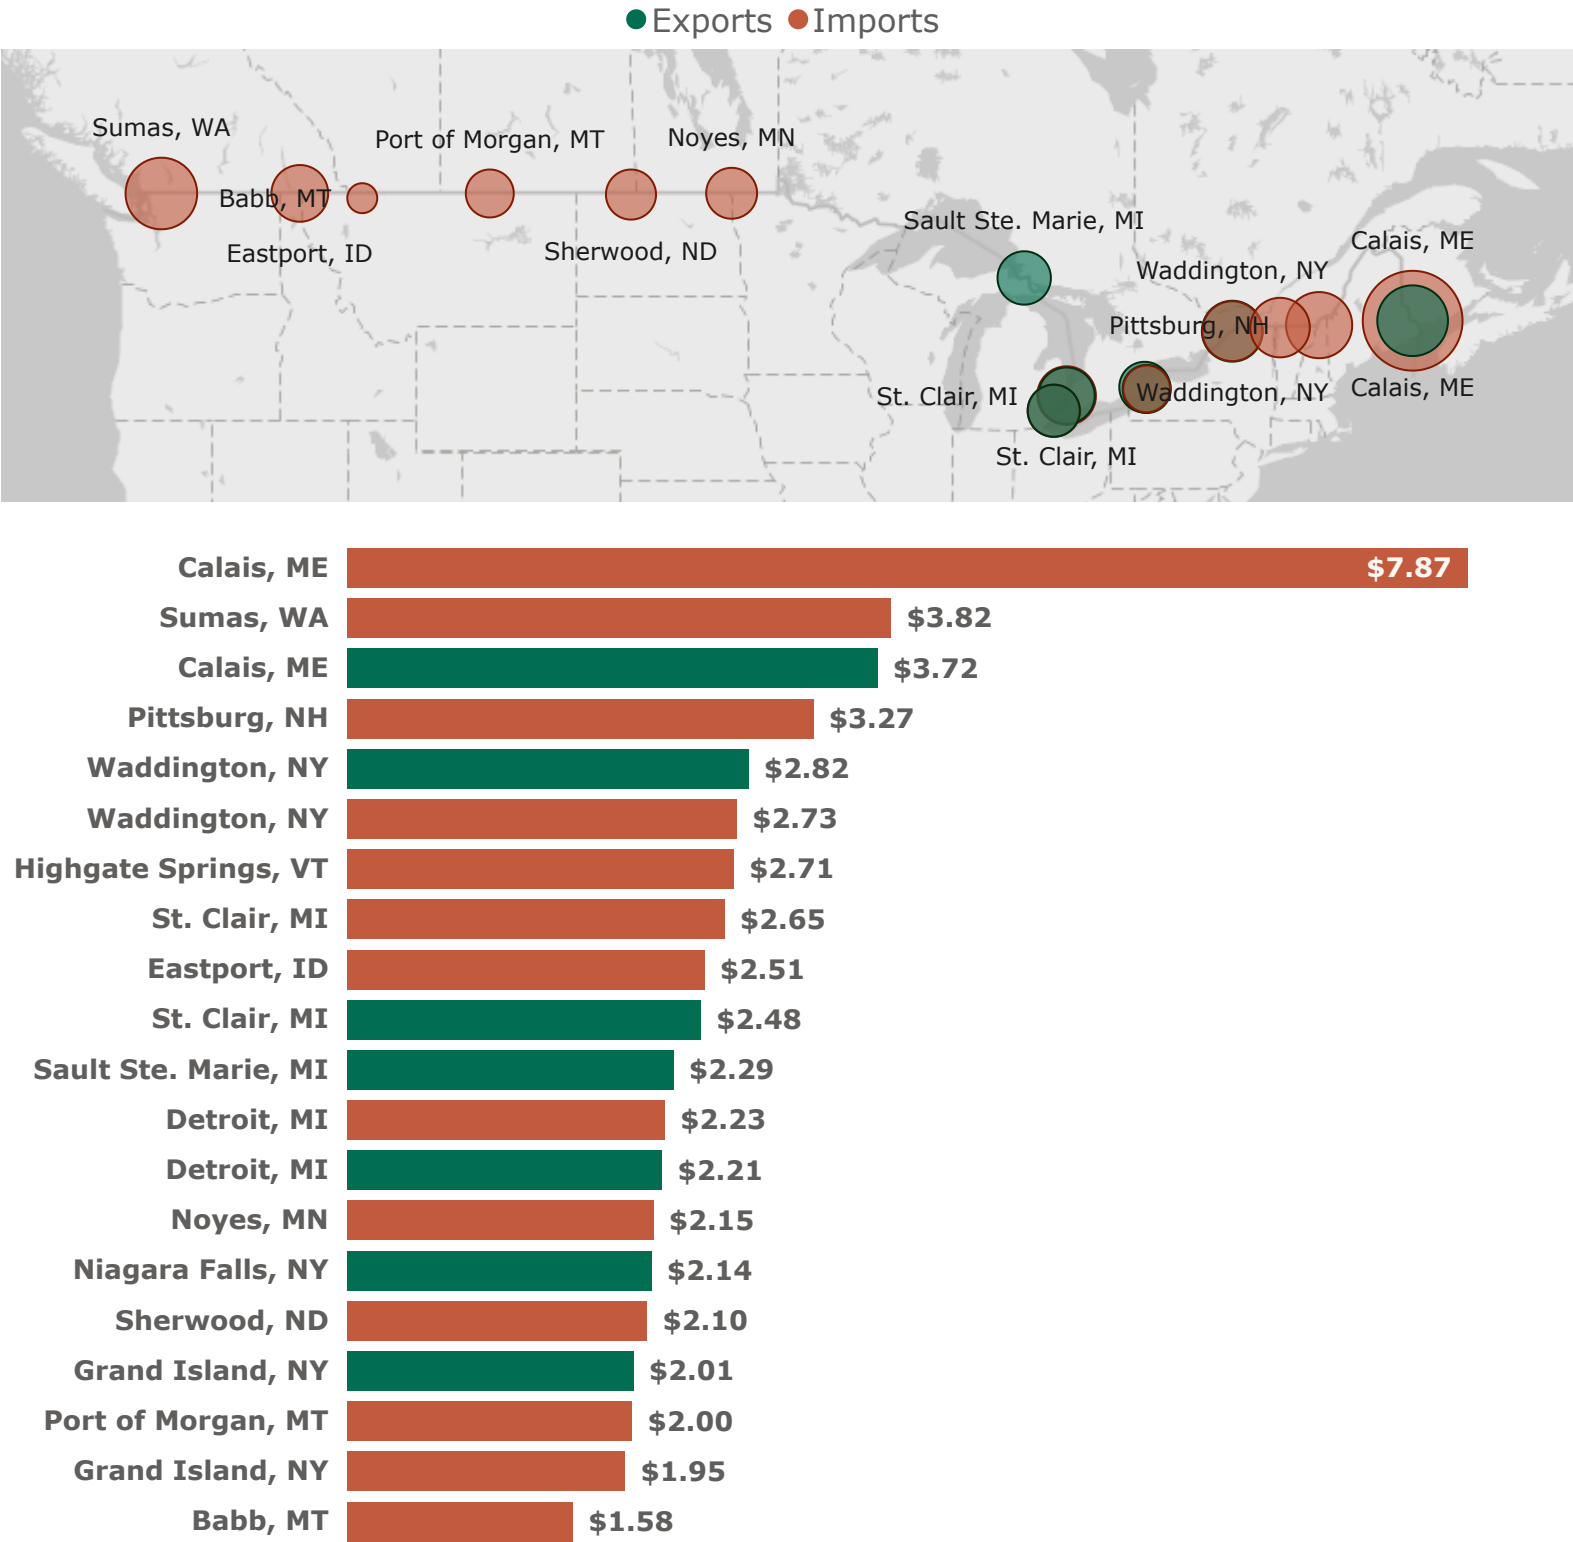 Exports Imports
Sumas, WA
Port of Morgan, MT
Noyes, MN
Babb, MT
Eastport, ID
Sherwood, ND
Sault Ste. Marie, MI
Calais, ME
Waddington, NY
Pittsburg, NH
St. Clair, MI
Waddington, NY
Calais, ME
St. Clair, MI
Calais, ME $7.87
Sumas, WA $3.82
Calais, ME $3.72
Pittsburg, NH $3.27
Waddington, NY $2.82
Waddington, NY $2.73
Highgate Springs, VT $2.71
St. Clair, MI $2.65
Eastport, ID $2.51
St. Clair, MI $2.48
Sault Ste. Marie, MI $2.29
Detroit, MI $2.23
Detroit, MI $2.21
Noyes, MN $2.15
Niagara Falls, NY $2.14
Sherwood, ND $2.10
Grand Island, NY $2.01
Port of Morgan, MT $2.00
Grand Island, NY $1.95
Babb, MT $1.58